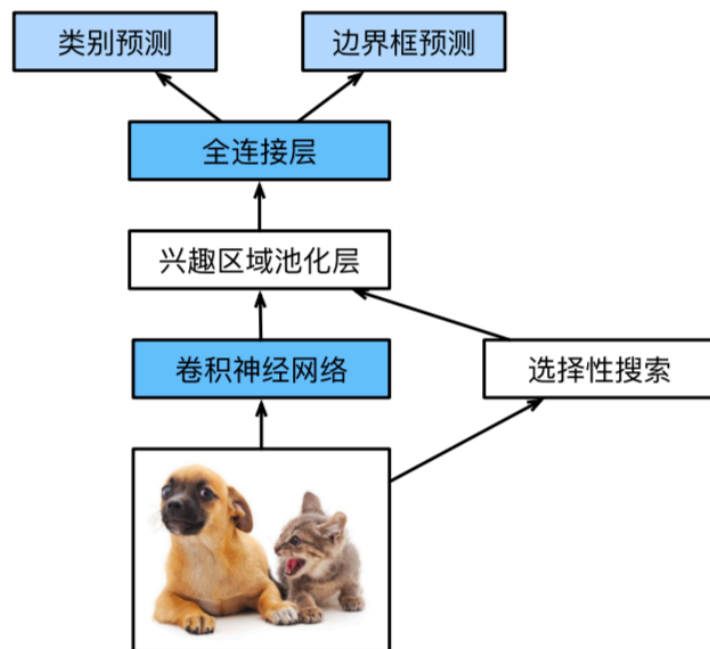 类别预测
边界框预测
全连接层
兴趣区域池化层
卷积神经网络
选择性搜索